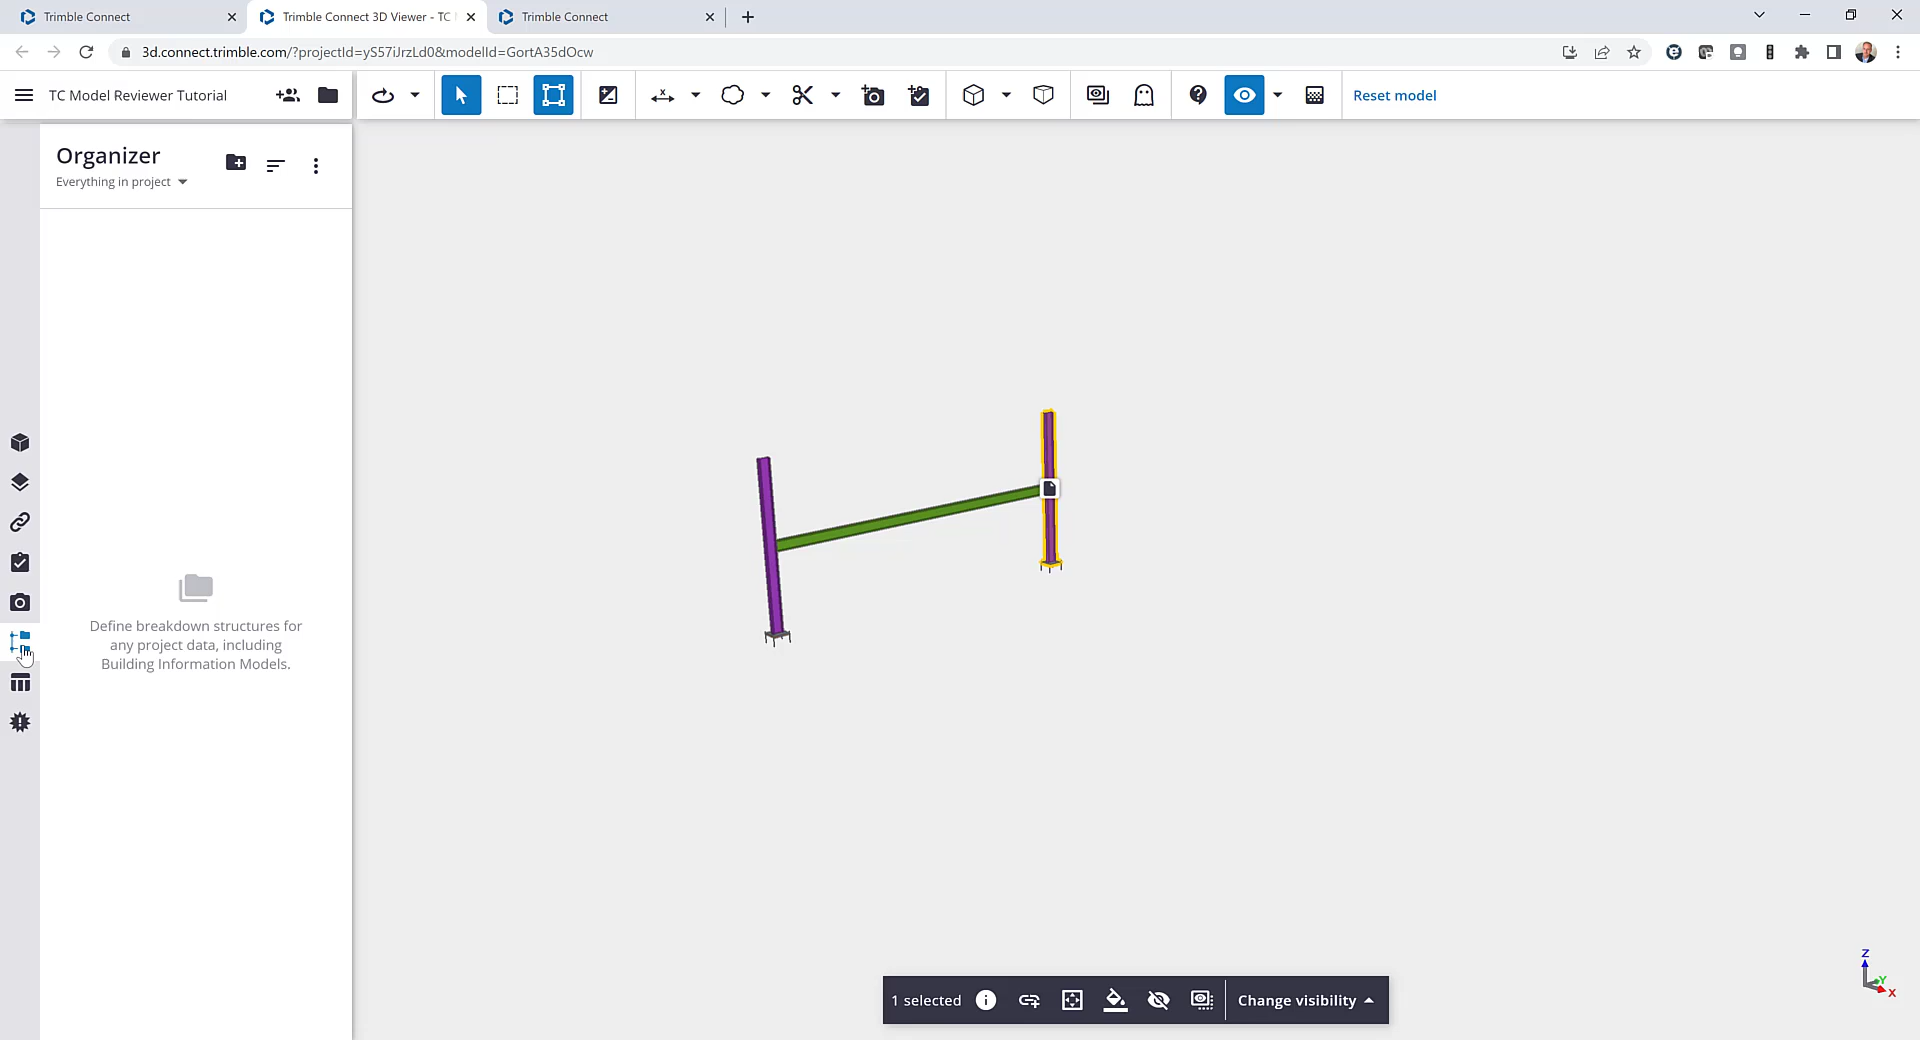 Trimble Connect
Trimble Connect 3D Viewer - TC
Trimble Connect
3d.connect.trimble.com/?projectId=yS57iJrzLd0&modelId=GortA35dOcw
TC Model Reviewer Tutorial
Reset model
Organizer
Everything in project
Define breakdown structures for
any project data, including
Building Information Models.
Z
Y
X
1 selected
Change visibility